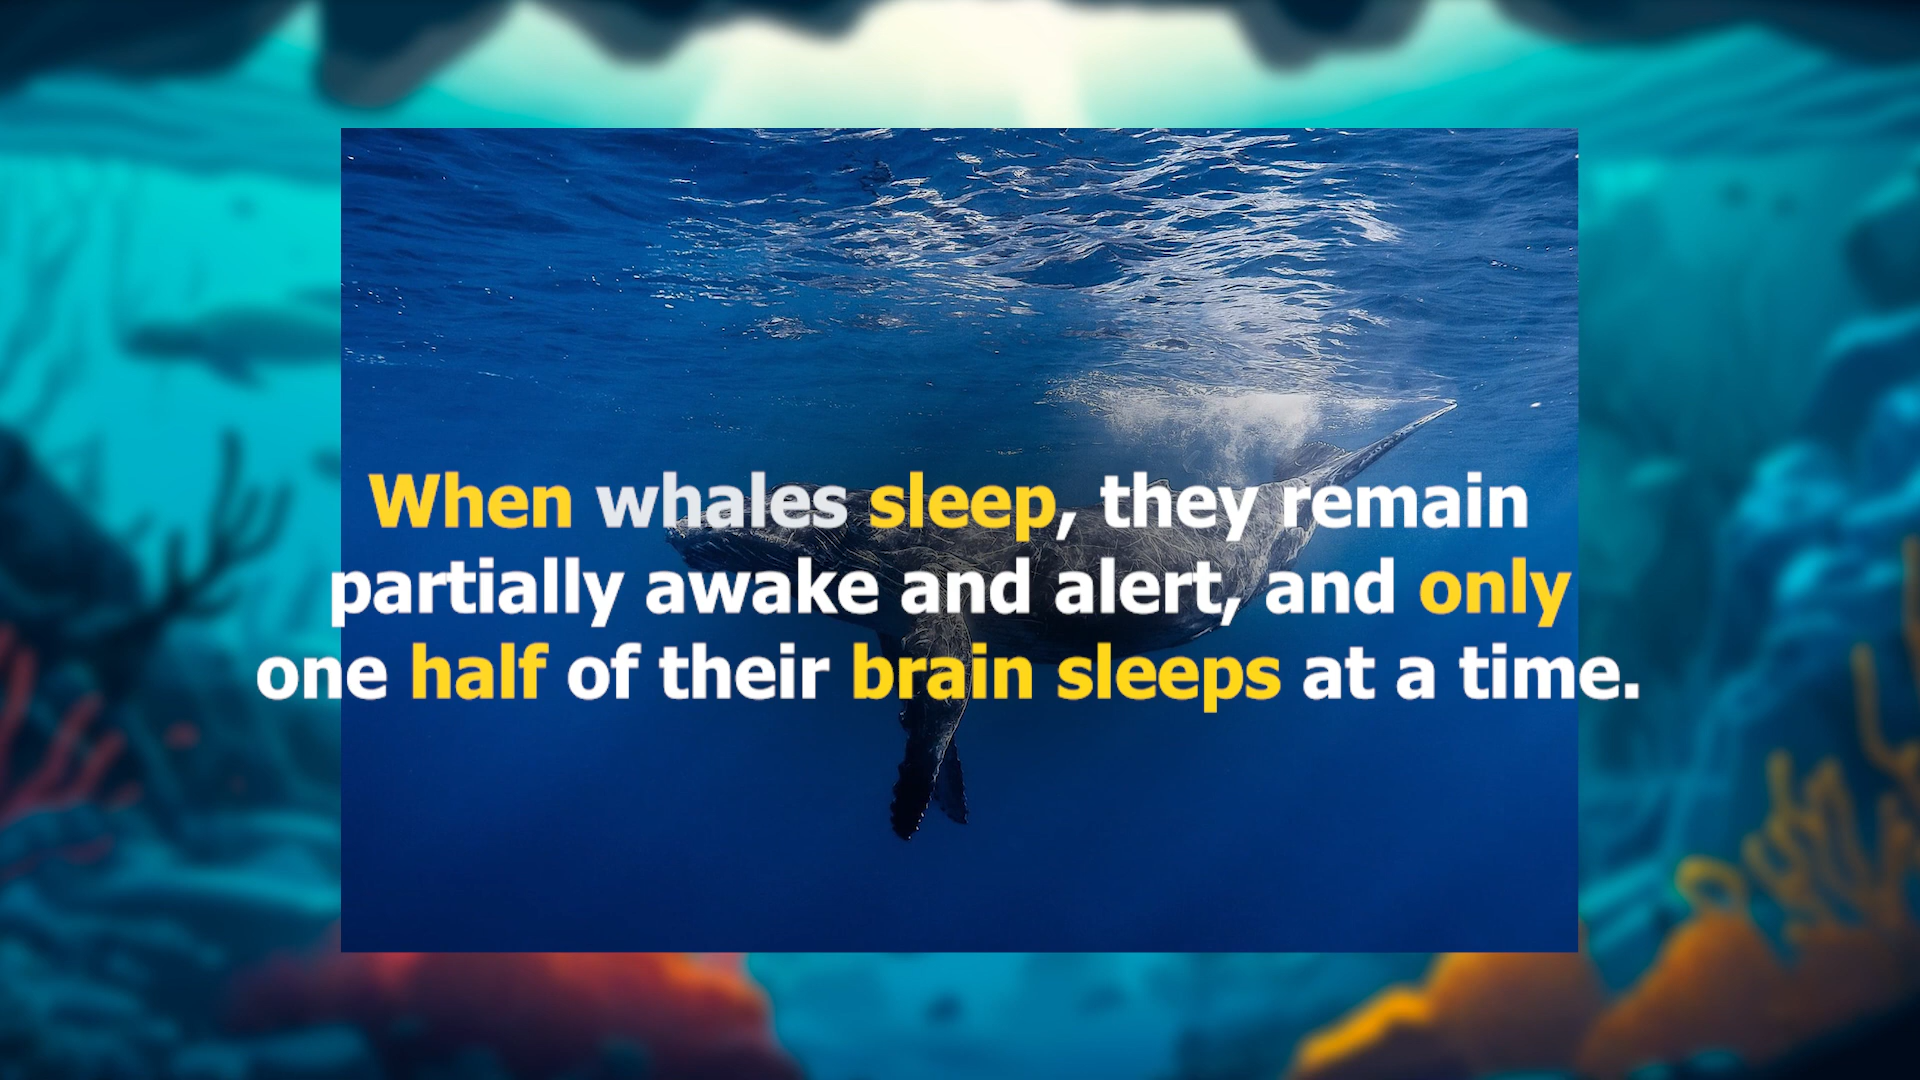 When whales sleep, they remain
partially awake and alert, and only
one half of their brain sleeps at a time.